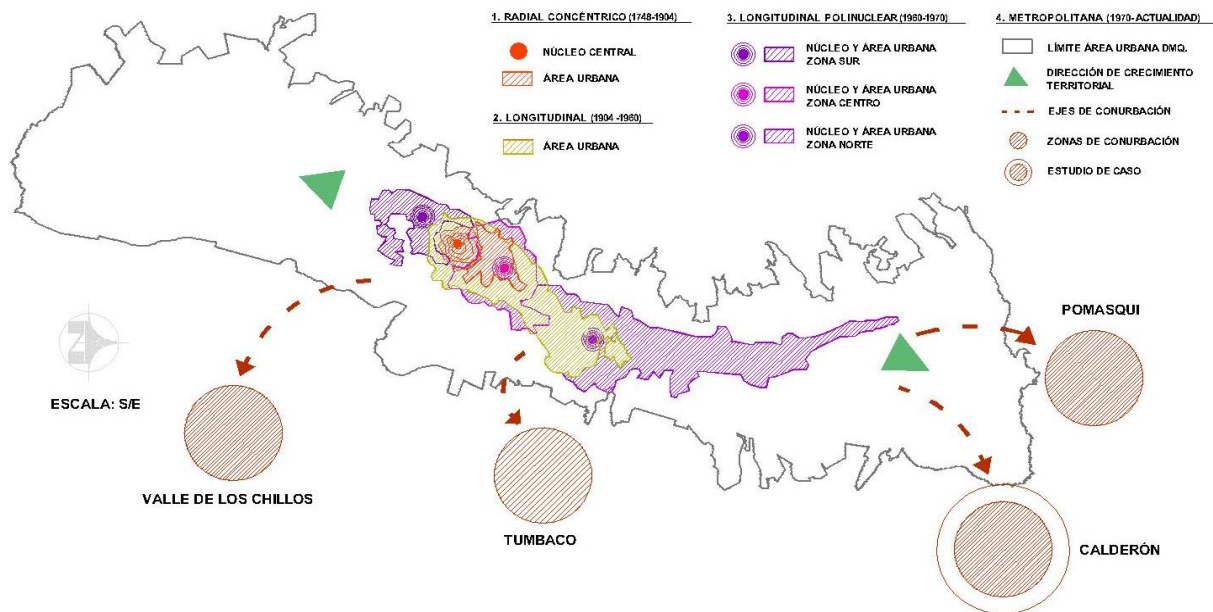 1. RADIAL CONCÉNTRICO (1748-1904)
NÚCLEO CENTRAL
ÁREA URBANA
2. LONGITUDINAL (1904 -1960)
ÁREA URBANA
3. LONGITUDINAL POLINUCLEAR (1960-1970)
NÚCLEO Y ÁREA URBANA
ZONA SUR
NÚCLEO Y ÁREA URBANA
ZONA CENTRO
NÚCLEO Y ÁREA URBANA
ZONA NORTE
4. METROPOLITANA (1970-ACTUALIDAD)
LÍMITE ÁREA URBANA DMQ.
DIRECCIÓN DE CRECIMIENTO
TERRITORIAL
EJES DE CONURBACIÓN
ZONAS DE CONURBACIÓN
ESTUDIO DE CASO
POMASQUI
ESCALA: S/E
VALLE DE LOS CHILLOS
TUMBACO
CALDERÓN